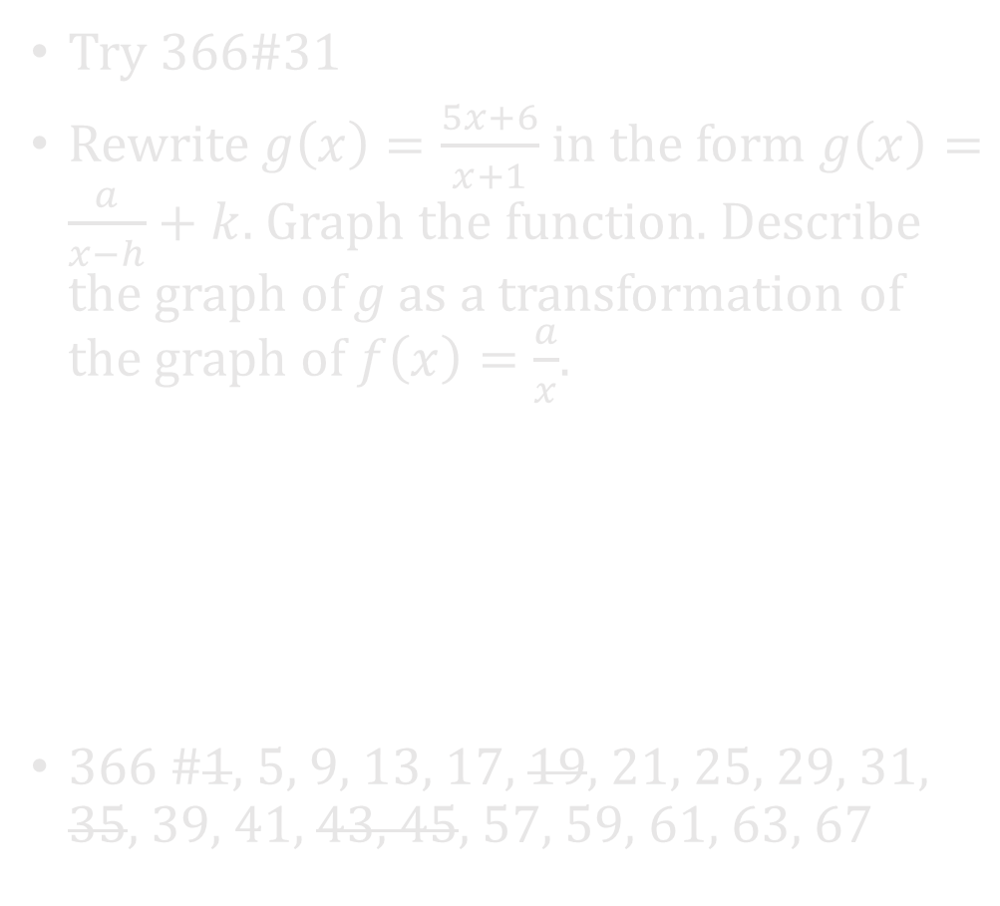 • Try 366#31
• Rewrite g(x) = \frac{5x+6}{x+1} in the form g(x) =
\frac{a}{x−h} + k. Graph the function. Describe
the graph of g as a transformation of
the graph of f(x) = \frac{a}{x}.
• 366 #1, 5, 9, 13, 17, 19, 21, 25, 29, 31,
35, 39, 41, 43, 45, 57, 59, 61, 63, 67